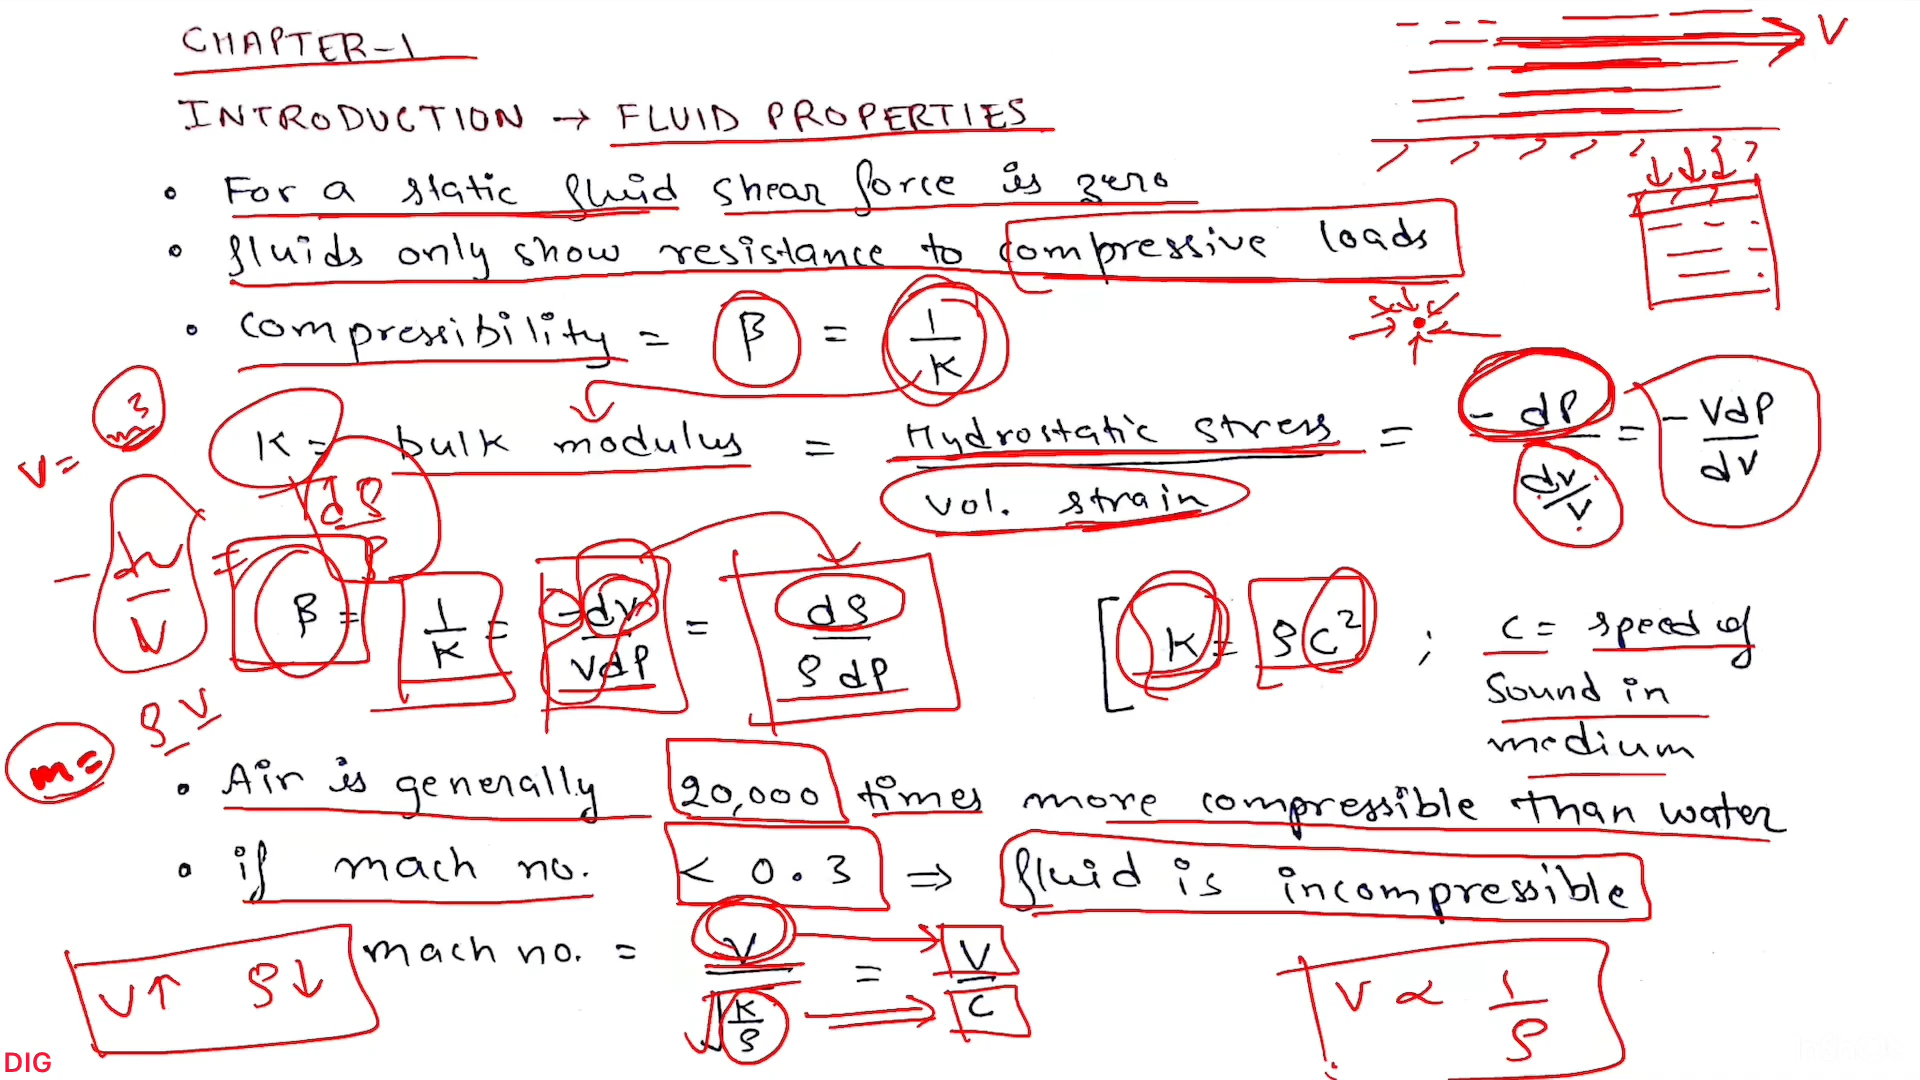 CHAPTER-1
V
INTRODUCTION → FLUID PROPERTIES
• For a static fluid shear force is zero
• fluids only show resistance to compressive loads
• compressibility = β = 1/K
V = m³
K = bulk modulus = Hydrostatic stress / vol. strain = -dP / (dv/V) = -VdP/dV
-dv/V = dρ/ρ
β = 1/K = -dv/VdP = dρ/ρdP
[K = ρC² ; C = speed of
sound in
medium
m = ρV
• Air is generally 20,000 times more compressible than water
• if mach no. < 0.3 ⇒ fluid is incompressible
mach no. = V/√(K/ρ) = V/C
V↑ ρ↓
V ∝ 1/ρ
DIG